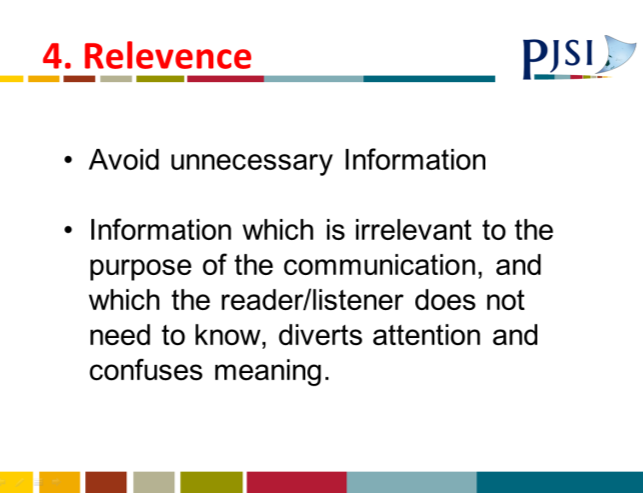 4. Relevence
PJSI
• Avoid unnecessary Information
• Information which is irrelevant to the
purpose of the communication, and
which the reader/listener does not
need to know, diverts attention and
confuses meaning.